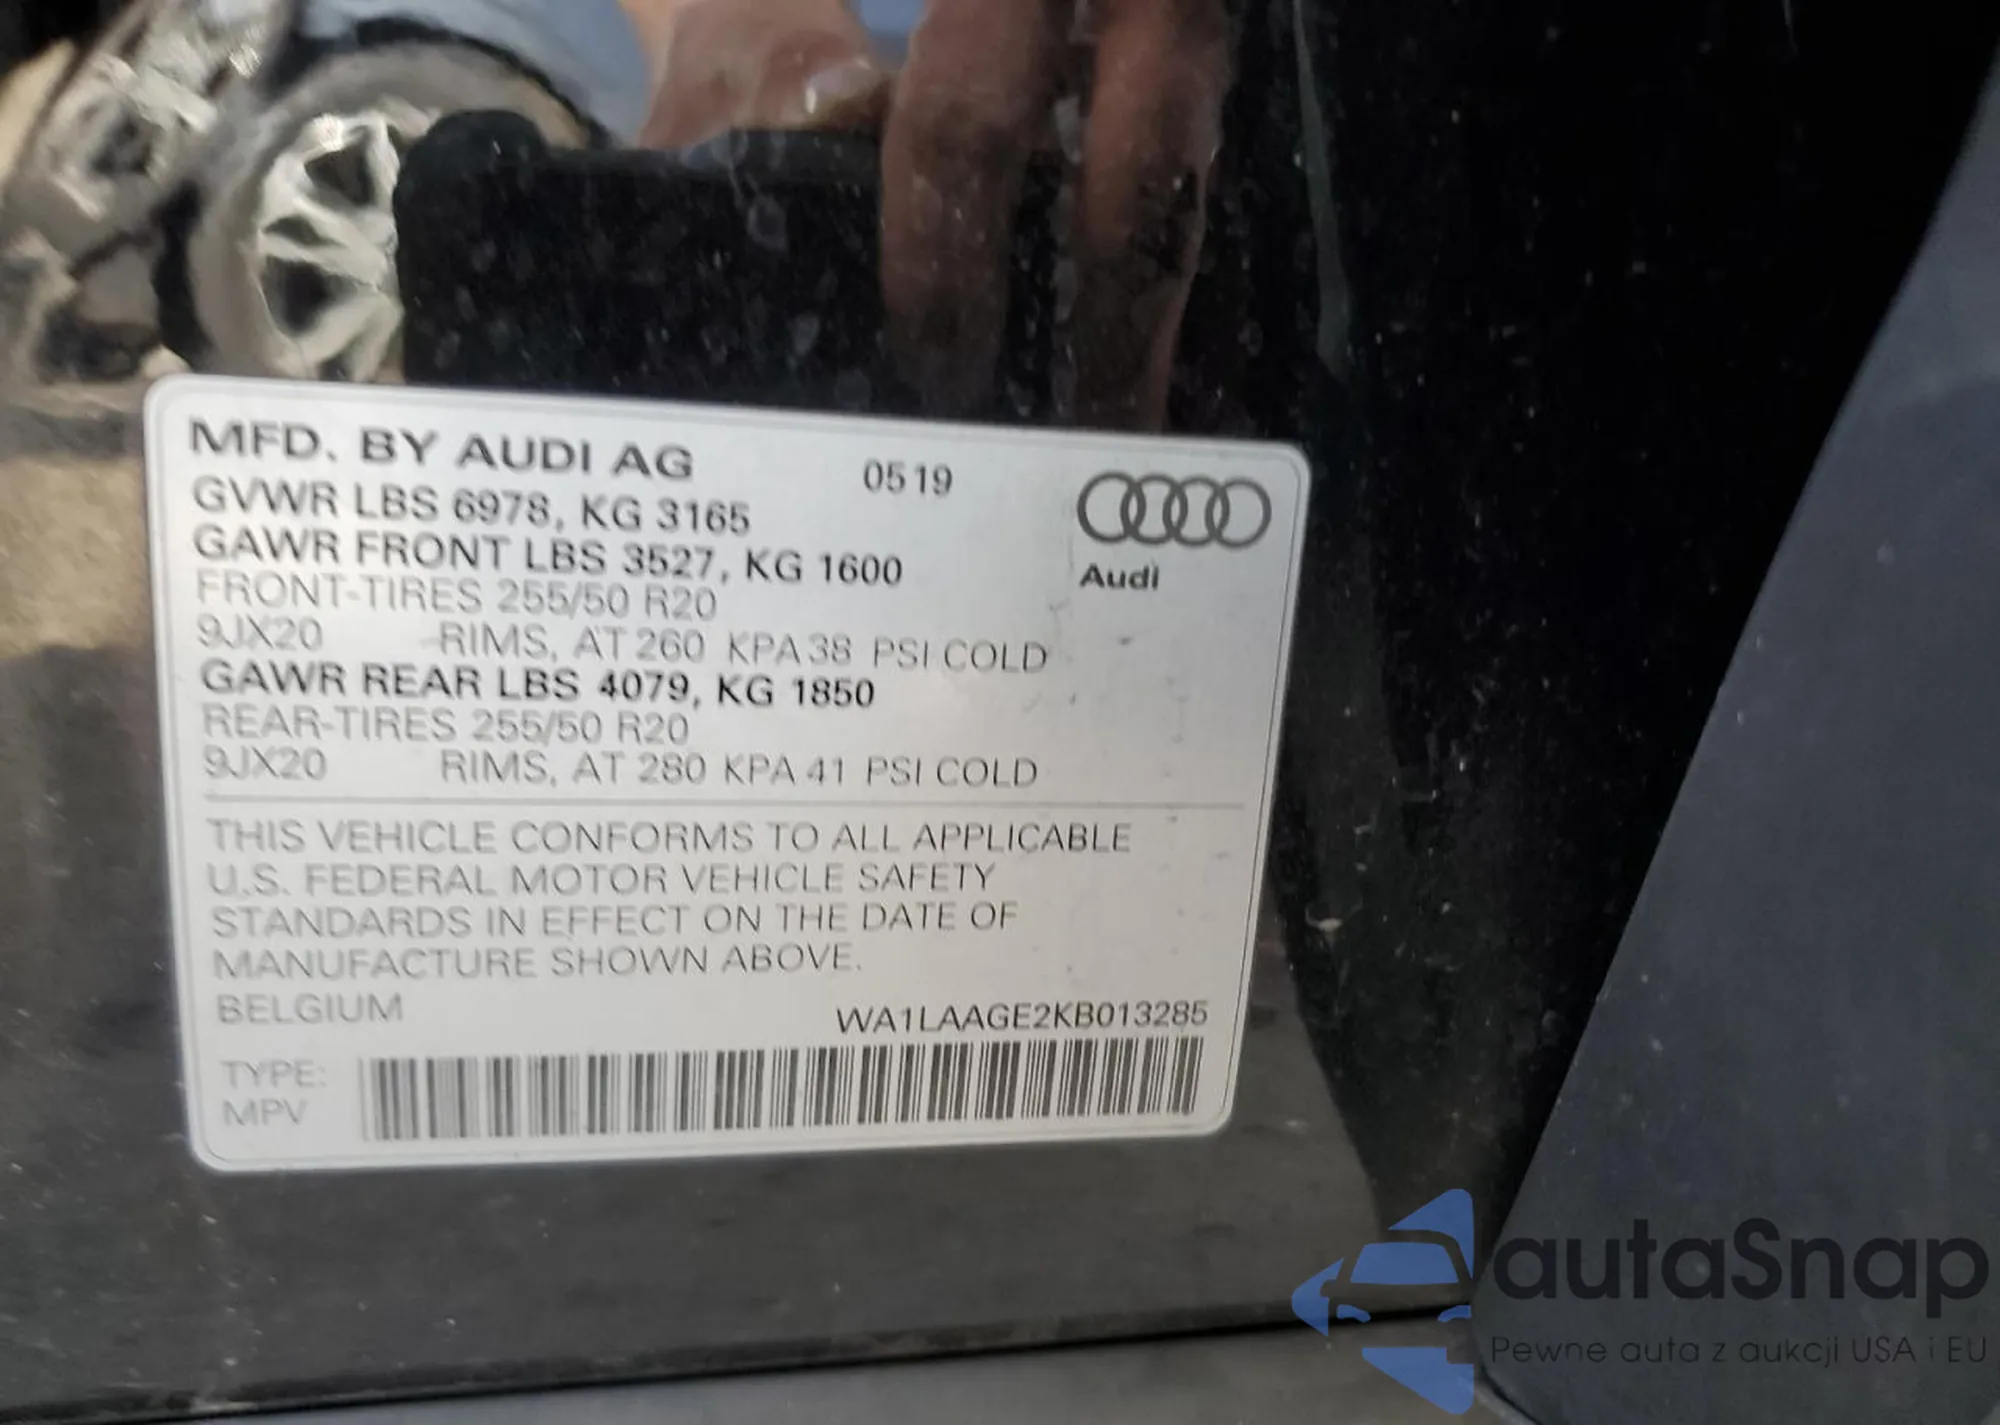 MFD. BY AUDI AG 0519
GVWR LBS 6978, KG 3165
GAWR FRONT LBS 3527, KG 1600
Audi
FRONT-TIRES 255/50 R20
9JX20 RIMS, AT 260 KPA 38 PSI COLD
GAWR REAR LBS 4079, KG 1850
REAR-TIRES 255/50 R20
9JX20 RIMS, AT 280 KPA 41 PSI COLD
THIS VEHICLE CONFORMS TO ALL APPLICABLE
U.S. FEDERAL MOTOR VEHICLE SAFETY
STANDARDS IN EFFECT ON THE DATE OF
MANUFACTURE SHOWN ABOVE.
BELGIUM WA1LAAGE2KB013285
TYPE:
MPV
autaSnap
Pewne auta z aukcji USA i EU